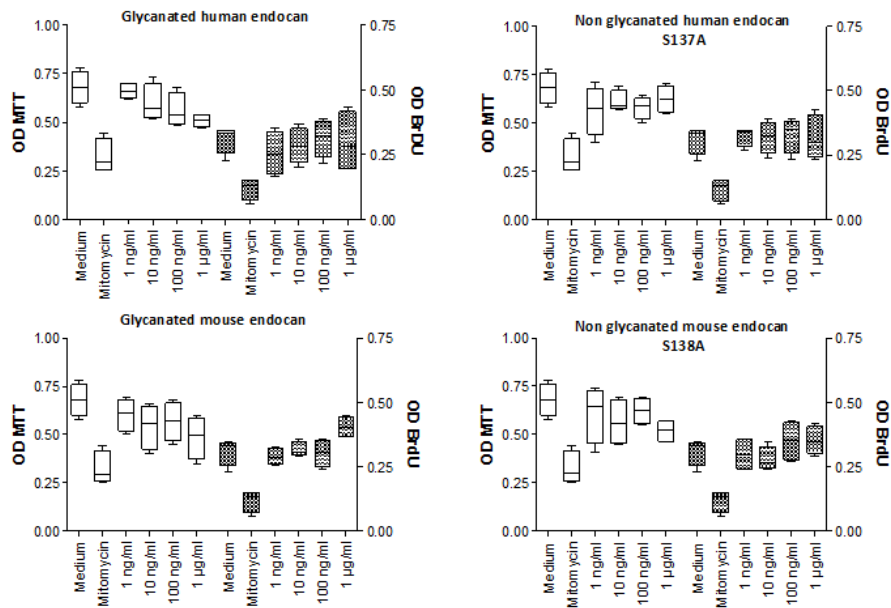 Glycanated human endocan
1.00
0.75
0.50
0.25
0.00
OD MTT
0.75
0.50
0.25
0.00
OD BrDU
Medium
Mitomycin
1 ng/ml
10 ng/ml
100 ng/ml
1 µg/ml
Medium
Mitomycin
1 ng/ml
10 ng/ml
100 ng/ml
1 µg/ml
Non glycanated human endocan
S137A
1.00
0.75
0.50
0.25
0.00
OD MTT
0.75
0.50
0.25
0.00
OD BrdU
Medium
Mitomycin
1 ng/ml
10 ng/ml
100 ng/ml
1 µg/ml
Medium
Mitomycin
1 ng/ml
10 ng/ml
100 ng/ml
1 µg/ml
Glycanated mouse endocan
1.00
0.75
0.50
0.25
0.00
OD MTT
0.75
0.50
0.25
0.00
OD BrdU
Medium
Mitomycin
1 ng/ml
10 ng/ml
100 ng/ml
1 µg/ml
Medium
Mitomycin
1 ng/ml
10 ng/ml
100 ng/ml
1 µg/ml
Non glycanated mouse endocan
S138A
1.00
0.75
0.50
0.25
0.00
OD MTT
0.75
0.50
0.25
0.00
OD BrdU
Medium
Mitomycin
1 ng/ml
10 ng/ml
100 ng/ml
1 µg/ml
Medium
Mitomycin
1 ng/ml
10 ng/ml
100 ng/ml
1 µg/ml